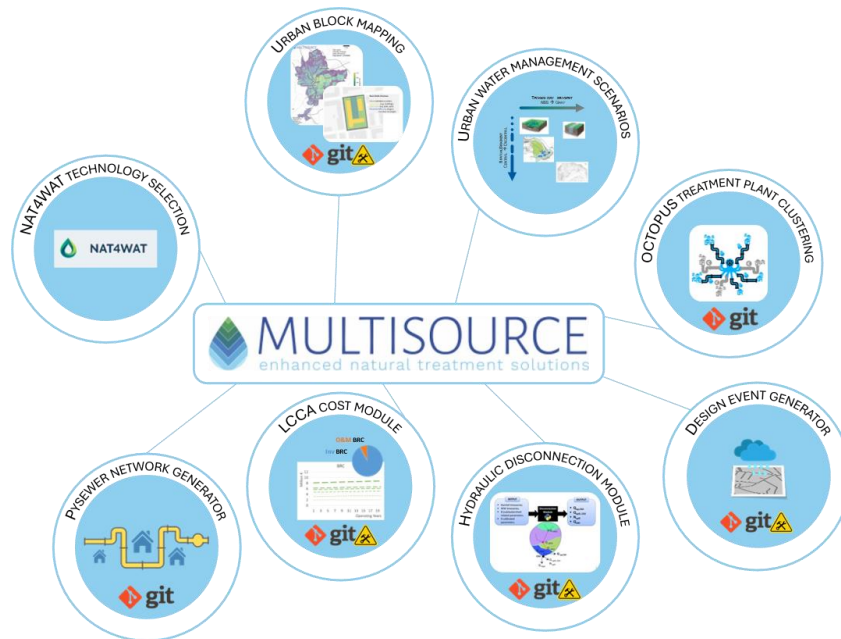 URBAN BLOCK MAPPING
git
URBAN WATER MANAGEMENT SCENARIOS
NAT4WAT TECHNOLOGY SELECTION
NAT4WAT
OCTOPUS TREATMENT PLANT CLUSTERING
git
MULTISOURCE
enhanced natural treatment solutions
LCCA COST MODULE
O&M BRC
BRC
git
DESIGN EVENT GENERATOR
git
PYSEWER NETWORK GENERATOR
git
HYDRAULIC DISCONNECTION MODULE
git